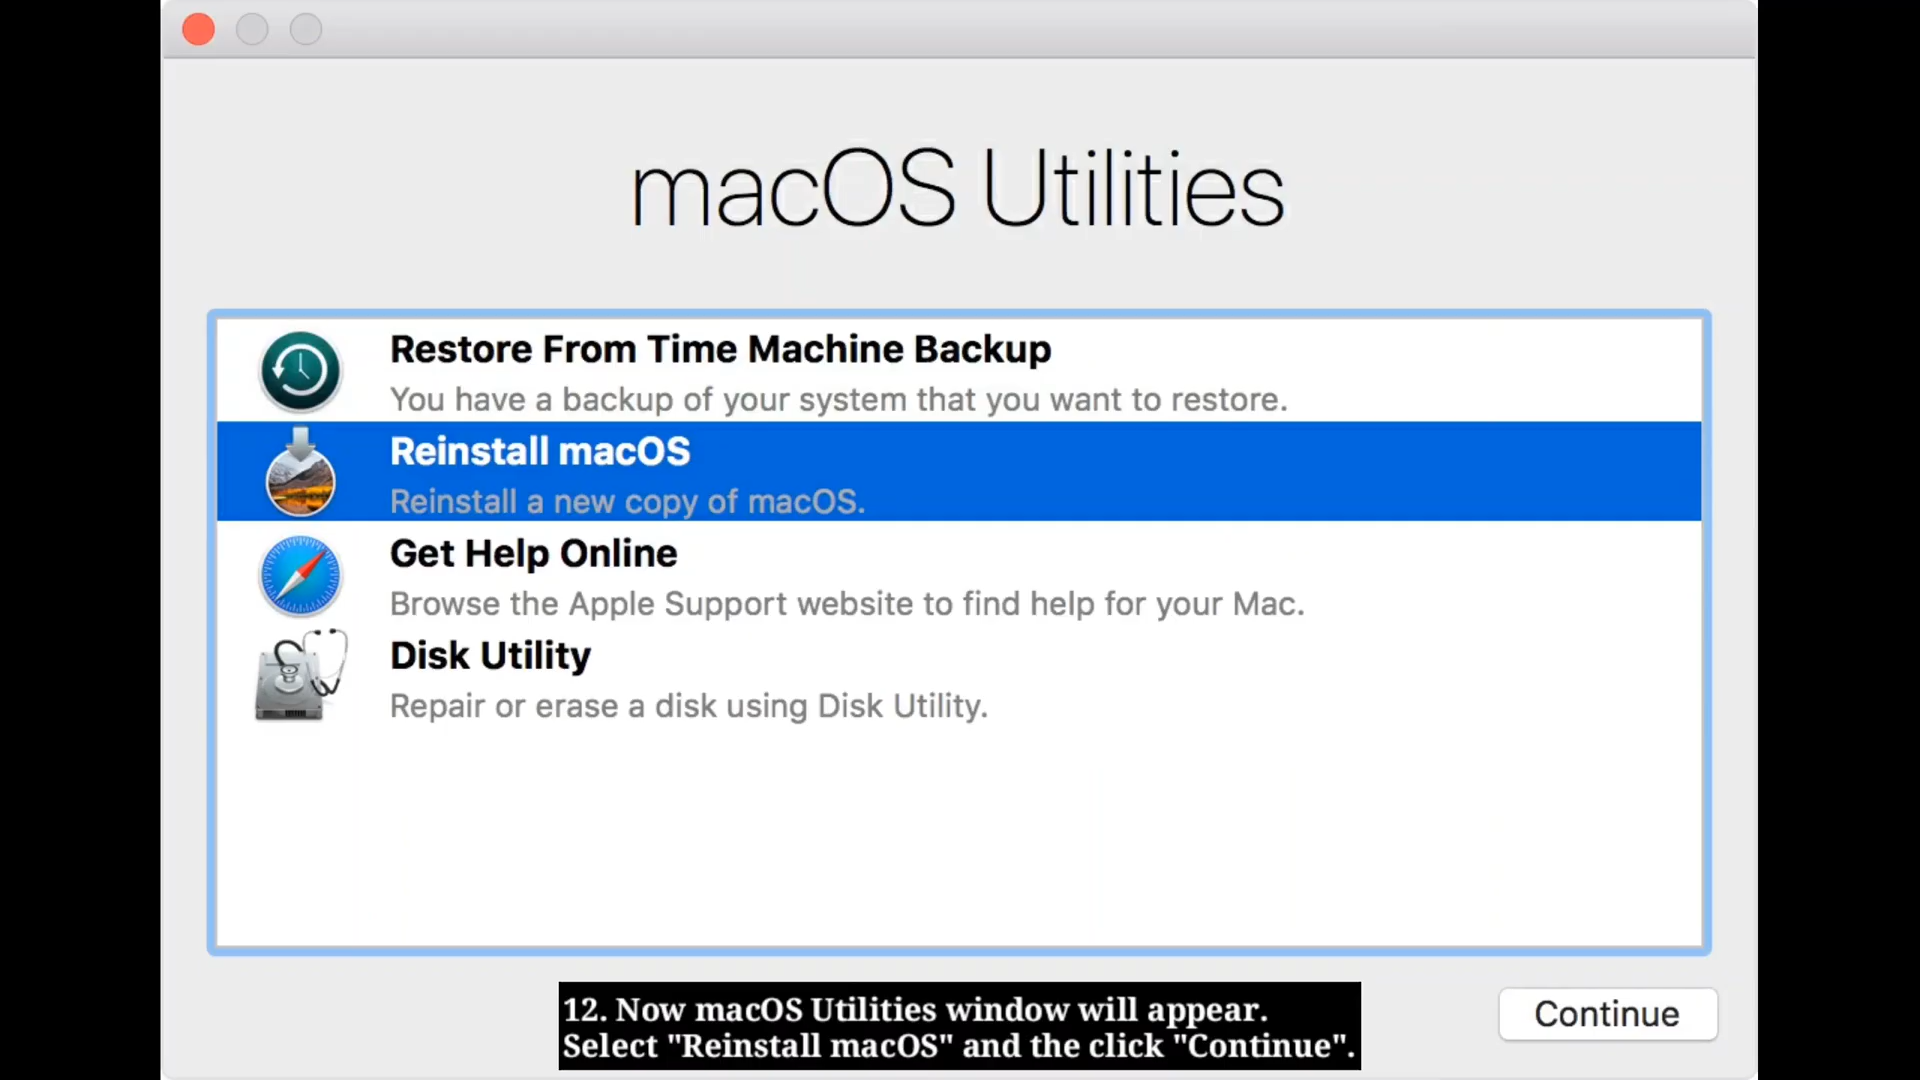 macOS Utilities
Restore From Time Machine Backup
You have a backup of your system that you want to restore.
Reinstall macOS
Reinstall a new copy of macOS.
Get Help Online
Browse the Apple Support website to find help for your Mac.
Disk Utility
Repair or erase a disk using Disk Utility.
12. Now macOS Utilities window will appear.
Select "Reinstall macOS" and the click "Continue".
Continue